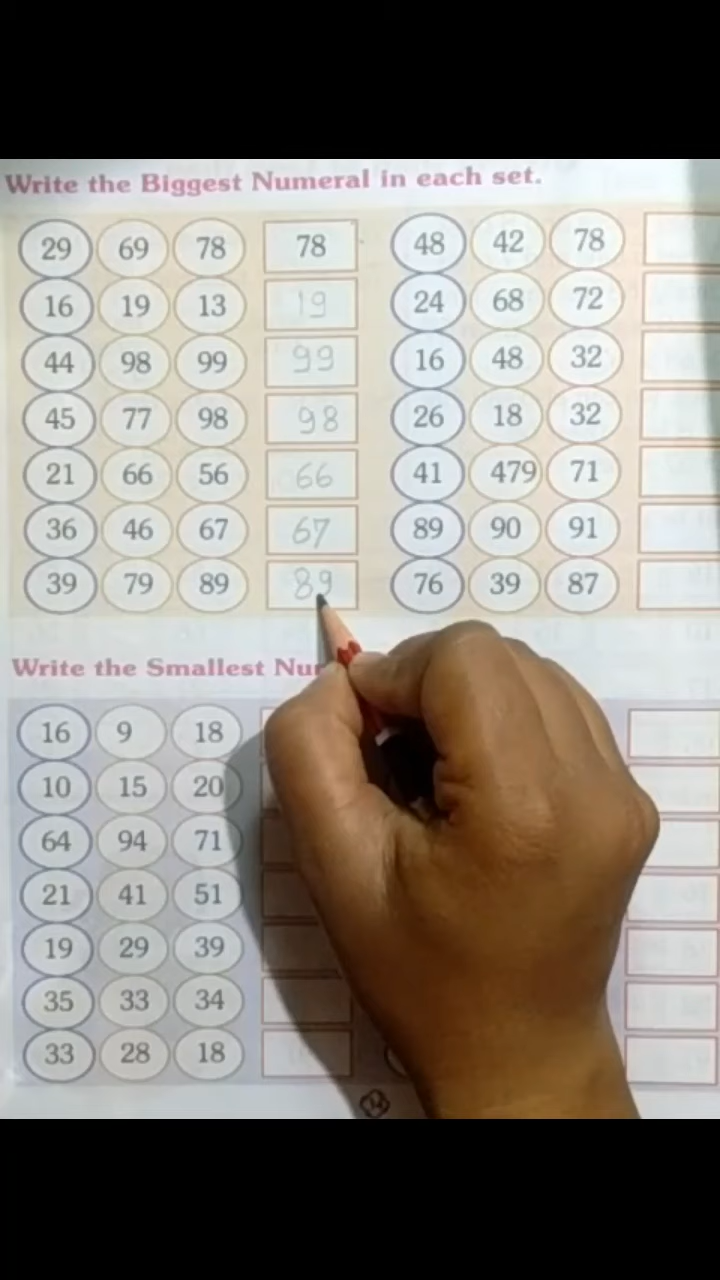 Write the Biggest Numeral in each set.
29 69 78 78 48 42 78
16 19 13 19 24 68 72
44 98 99 99 16 48 32
45 77 98 98 26 18 32
21 66 56 66 41 479 71
36 46 67 67 89 90 91
39 79 89 89 76 39 87
Write the Smallest
16 9 18
10 15 20
64 94 71
21 41 51
19 29 39
35 33 34
33 28 18